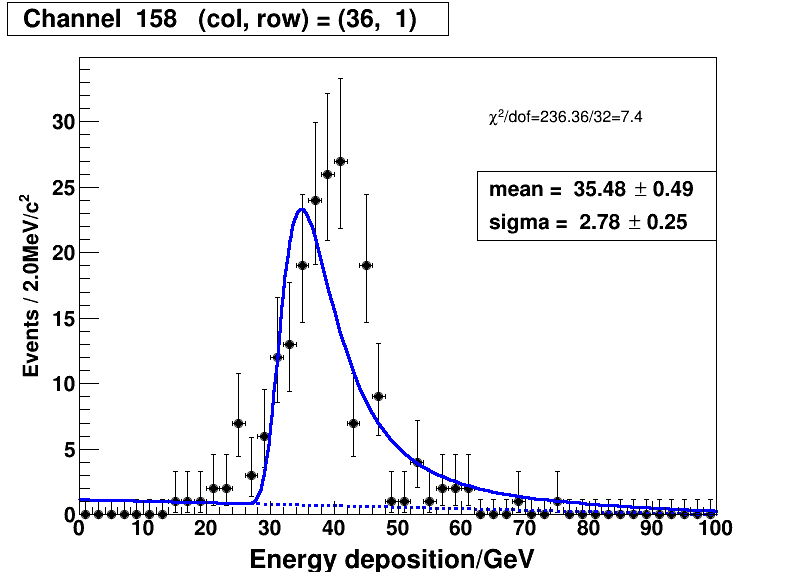 Channel 158 (col, row) = (36, 1)
χ²/dof=236.36/32=7.4
mean = 35.48 ± 0.49
sigma = 2.78 ± 0.25
Events / 2.0MeV/c²
30
25
20
15
10
5
0
0 10 20 30 40 50 60 70 80 90 100
Energy deposition/GeV